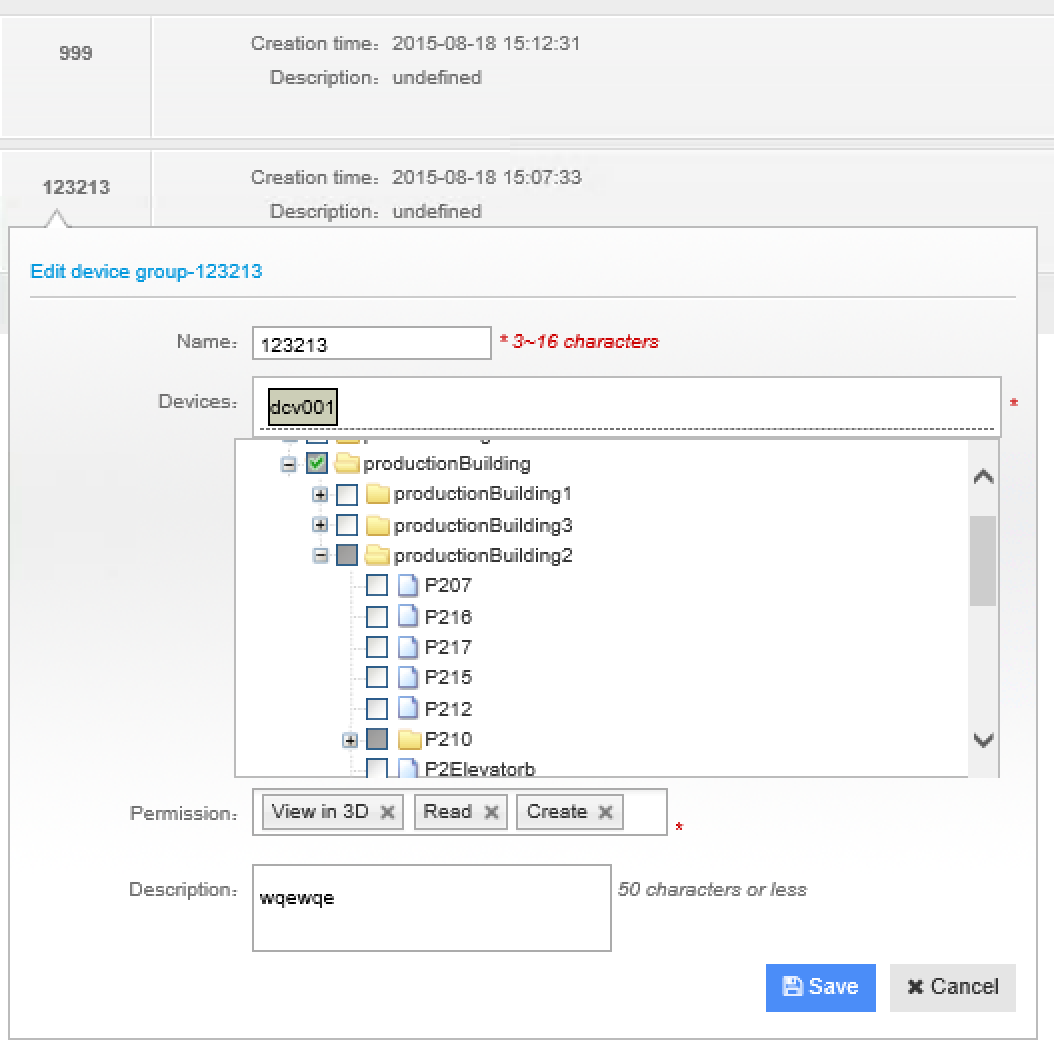 999
Creation time: 2015-08-18 15:12:31
Description: undefined
123213
Creation time: 2015-08-18 15:07:33
Description: undefined
Edit device group-123213
Name: 123213 * 3~16 characters
Devices: dcv001 *
productionBuilding
productionBuilding1
productionBuilding3
productionBuilding2
P207
P216
P217
P215
P212
P210
P2Elevatorb
Permission: View in 3D Read Create *
Description: wqewqe 50 characters or less
Save Cancel